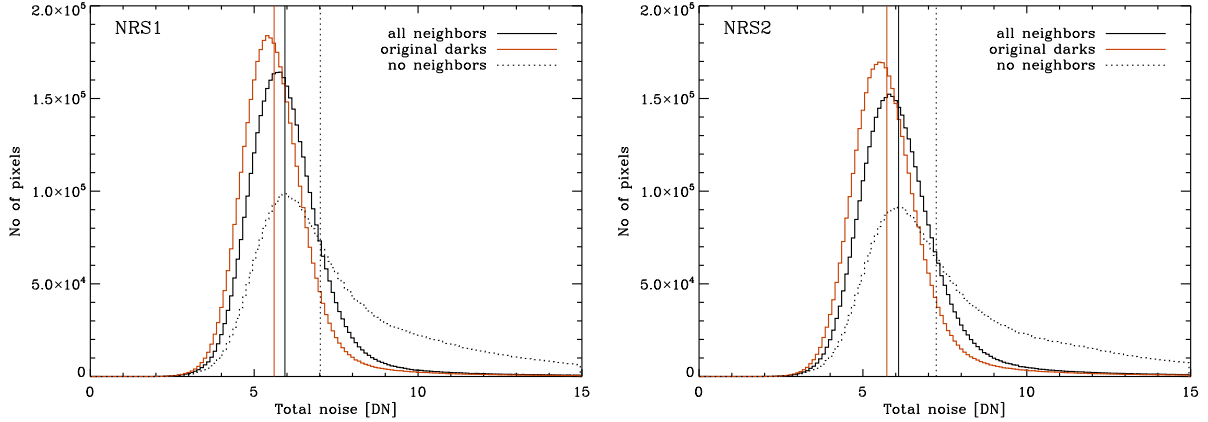 NRS1
all neighbors
original darks
no neighbors
2.0×10⁵
1.5×10⁵
1.0×10⁵
5.0×10⁴
0
No of pixels
0 5 10 15
Total noise [DN]
NRS2
all neighbors
original darks
no neighbors
2.0×10⁵
1.5×10⁵
1.0×10⁵
5.0×10⁴
0
No of pixels
0 5 10 15
Total noise [DN]